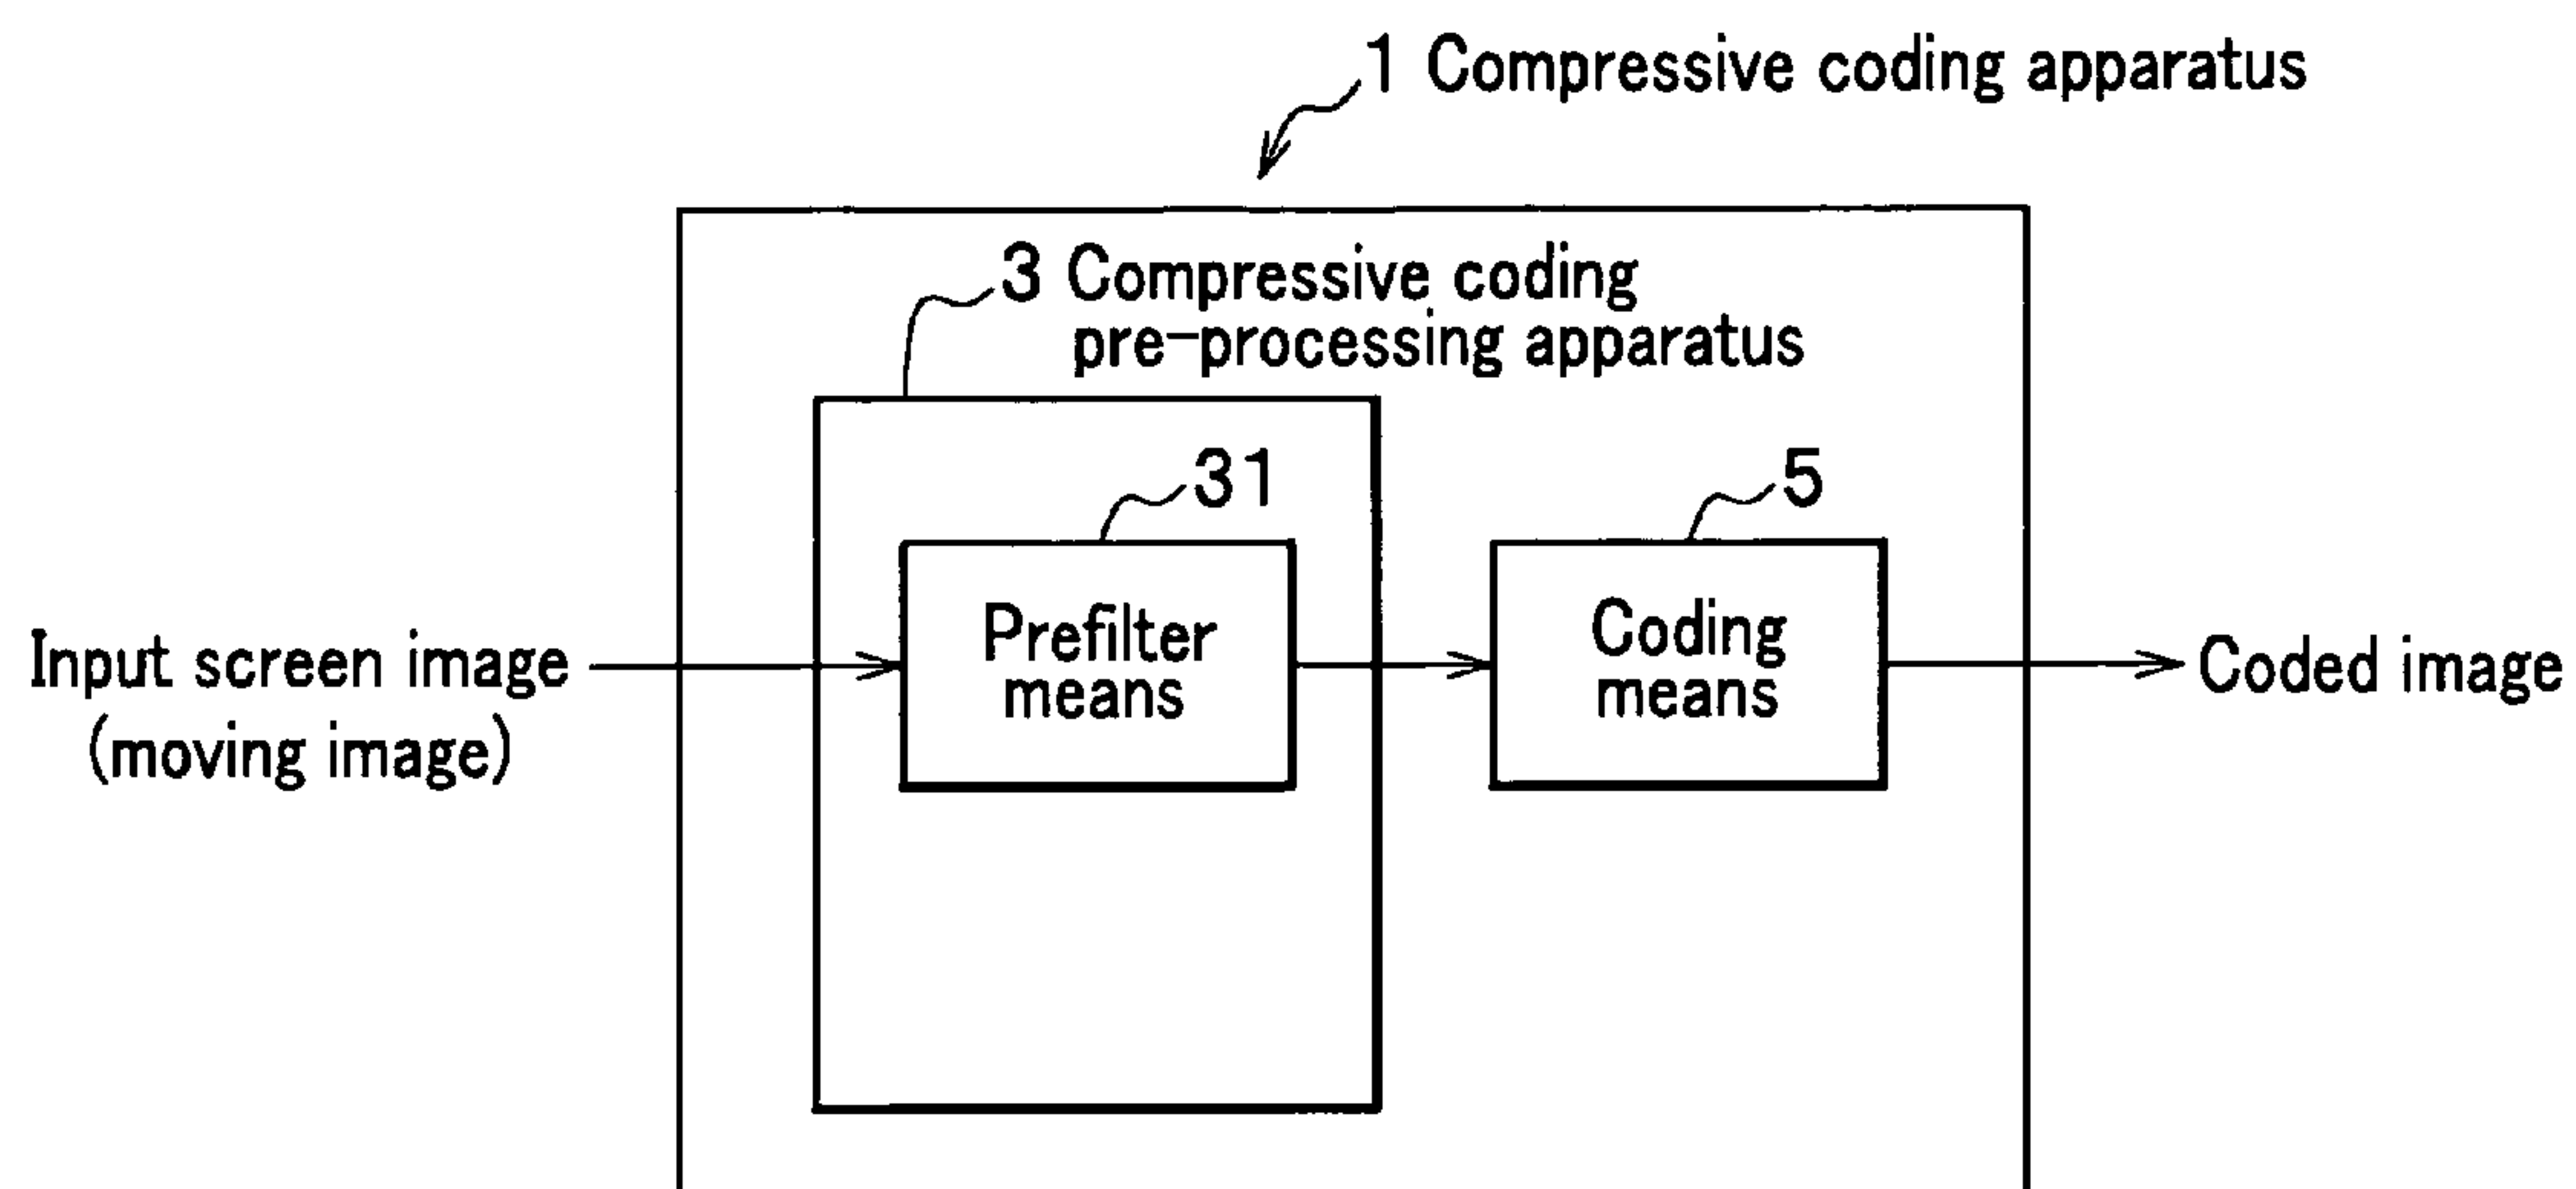 1 Compressive coding apparatus
3 Compressive coding
pre-processing apparatus
31
5
Prefilter
means
Coding
means
Input screen image
(moving image)
Coded image